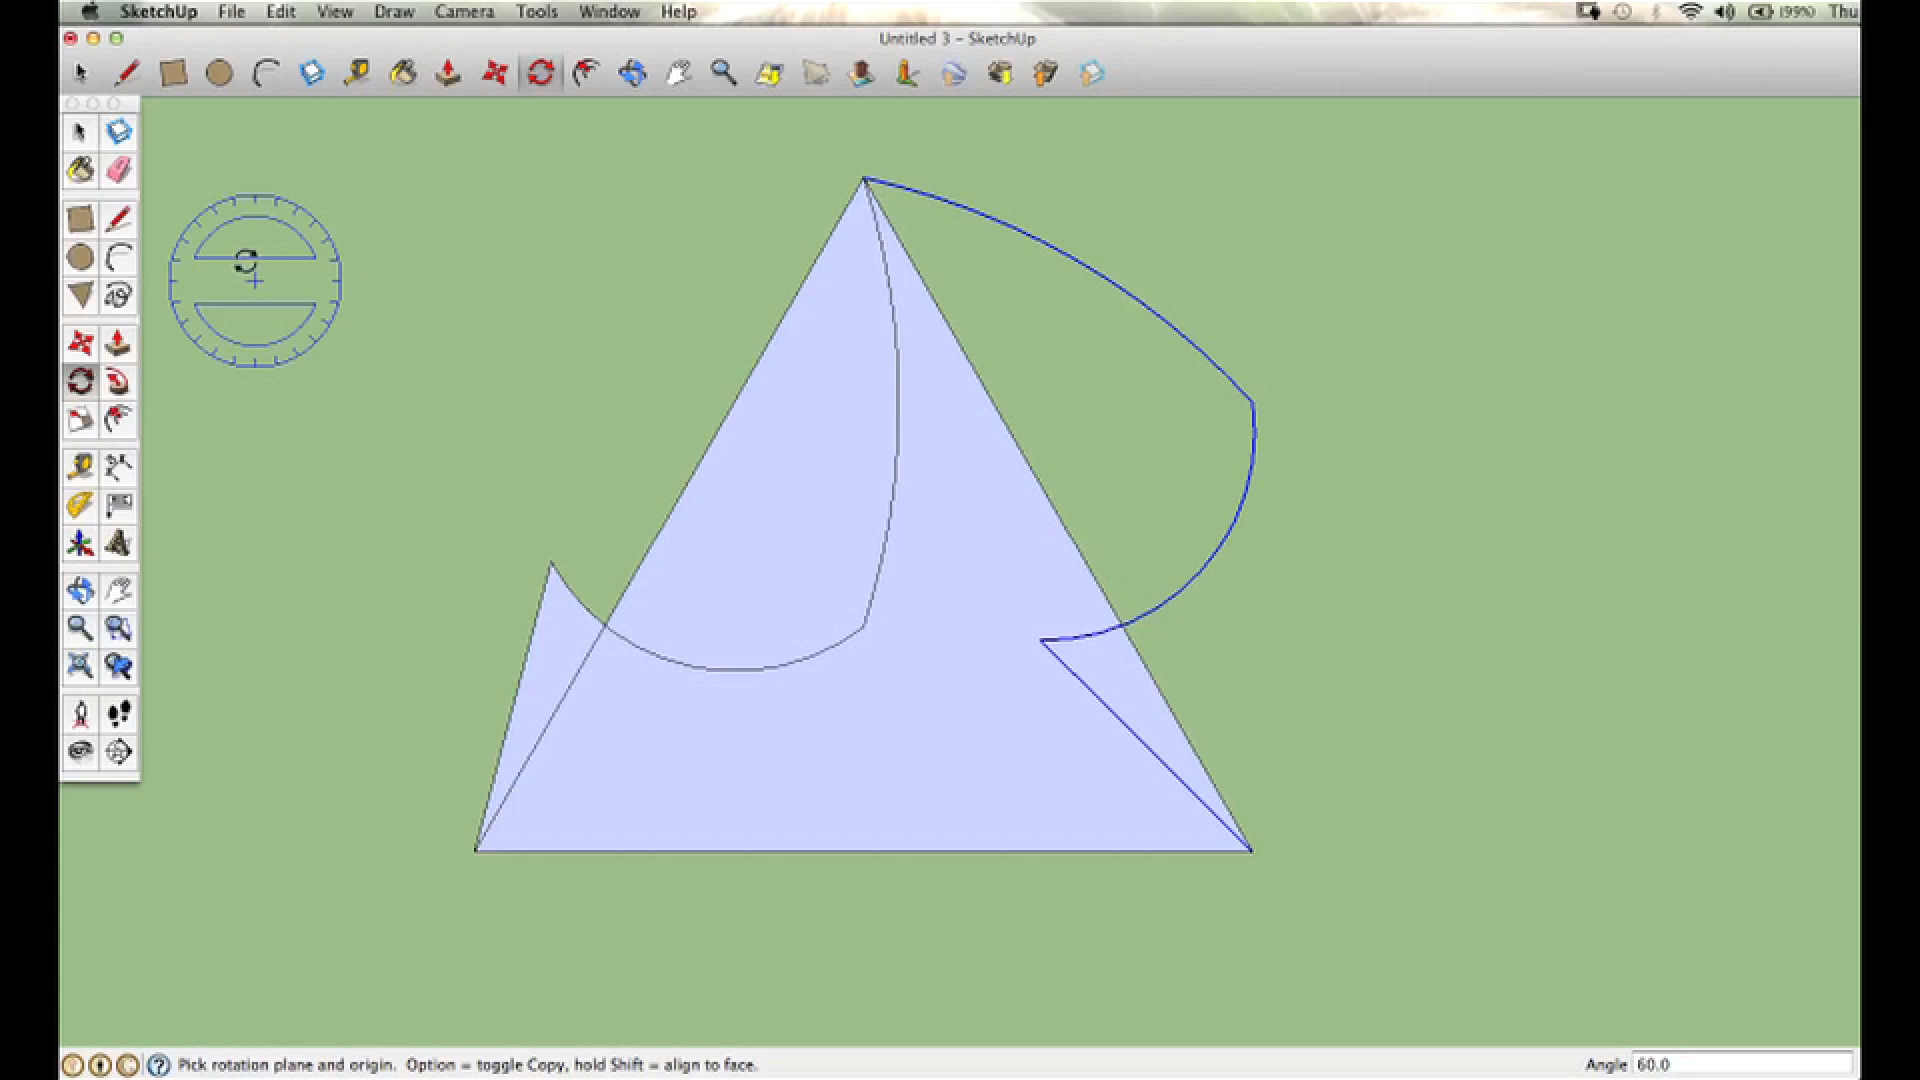 SketchUp File Edit View Draw Camera Tools Window Help (99%) Thu
Untitled 3 - SketchUp
Pick rotation plane and origin. Option = toggle Copy, hold Shift = align to face. Angle 60.0